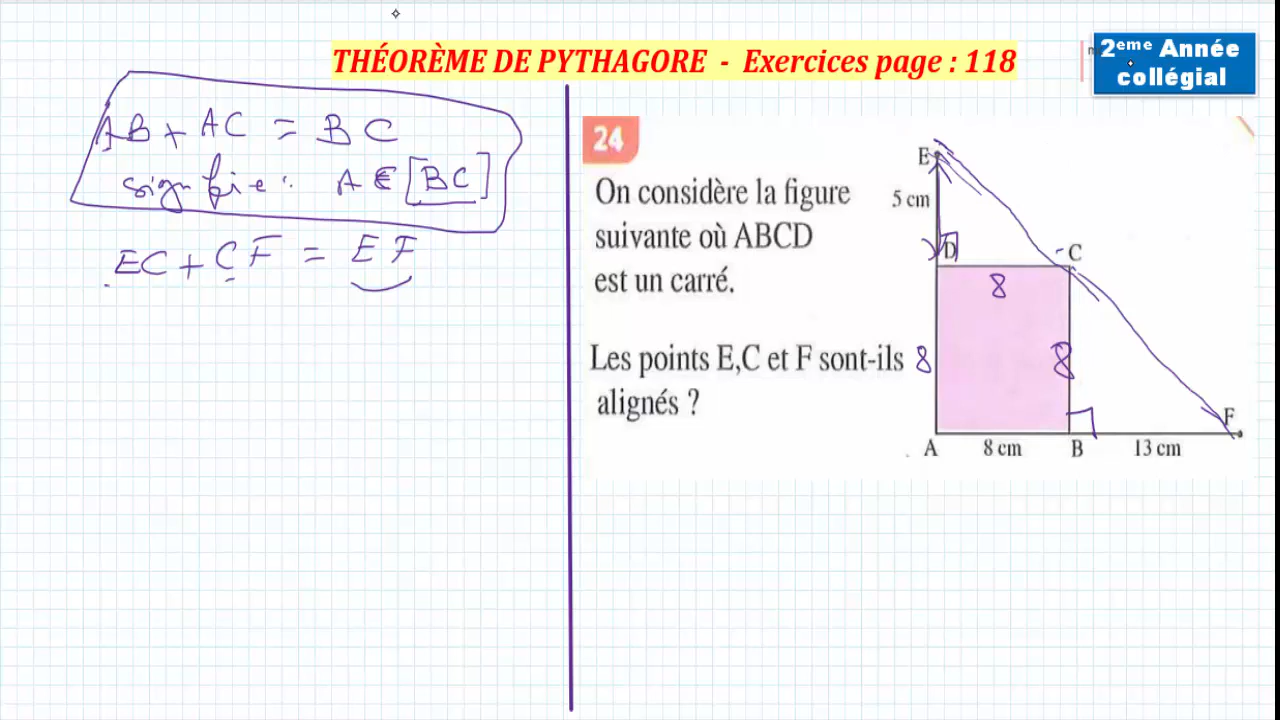 THÉORÈME DE PYTHAGORE - Exercices page : 118
2eme Année
collégial
AB + AC = BC
signifie : A ∈ [BC]
EC + CF = EF
24
On considère la figure
suivante où ABCD
est un carré.
Les points E,C et F sont-ils
alignés ?
E
5 cm
D
C
8
8
8
F
A
8 cm
B
13 cm